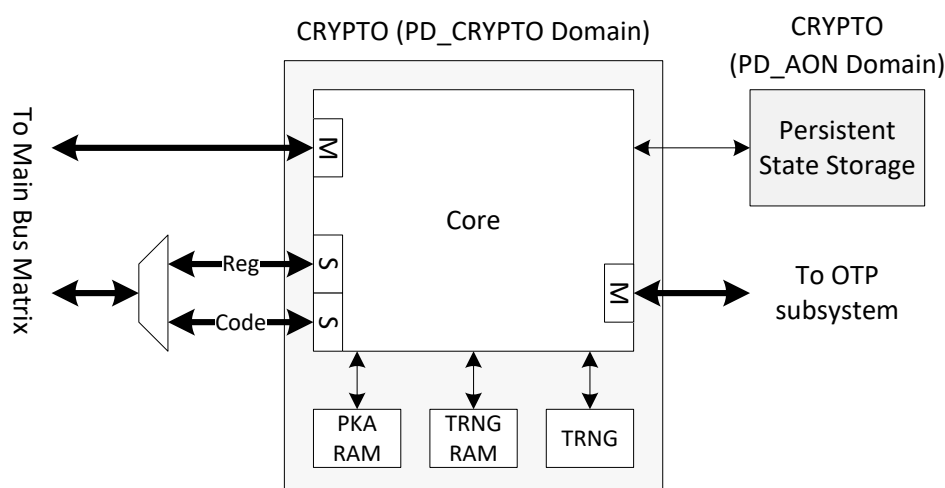 CRYPTO (PD_CRYPTO Domain)
CRYPTO
(PD_AON Domain)
To Main Bus Matrix
M
Persistent
State Storage
Core
S
Reg
S
Code
M
To OTP
subsystem
PKA
RAM
TRNG
RAM
TRNG